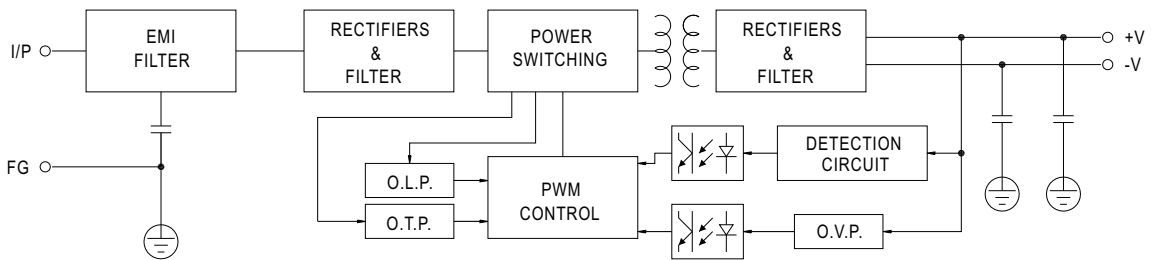 I/P
EMI
FILTER
RECTIFIERS
&
FILTER
POWER
SWITCHING
RECTIFIERS
&
FILTER
+V
-V
FG
O.L.P.
O.T.P.
PWM
CONTROL
DETECTION
CIRCUIT
O.V.P.